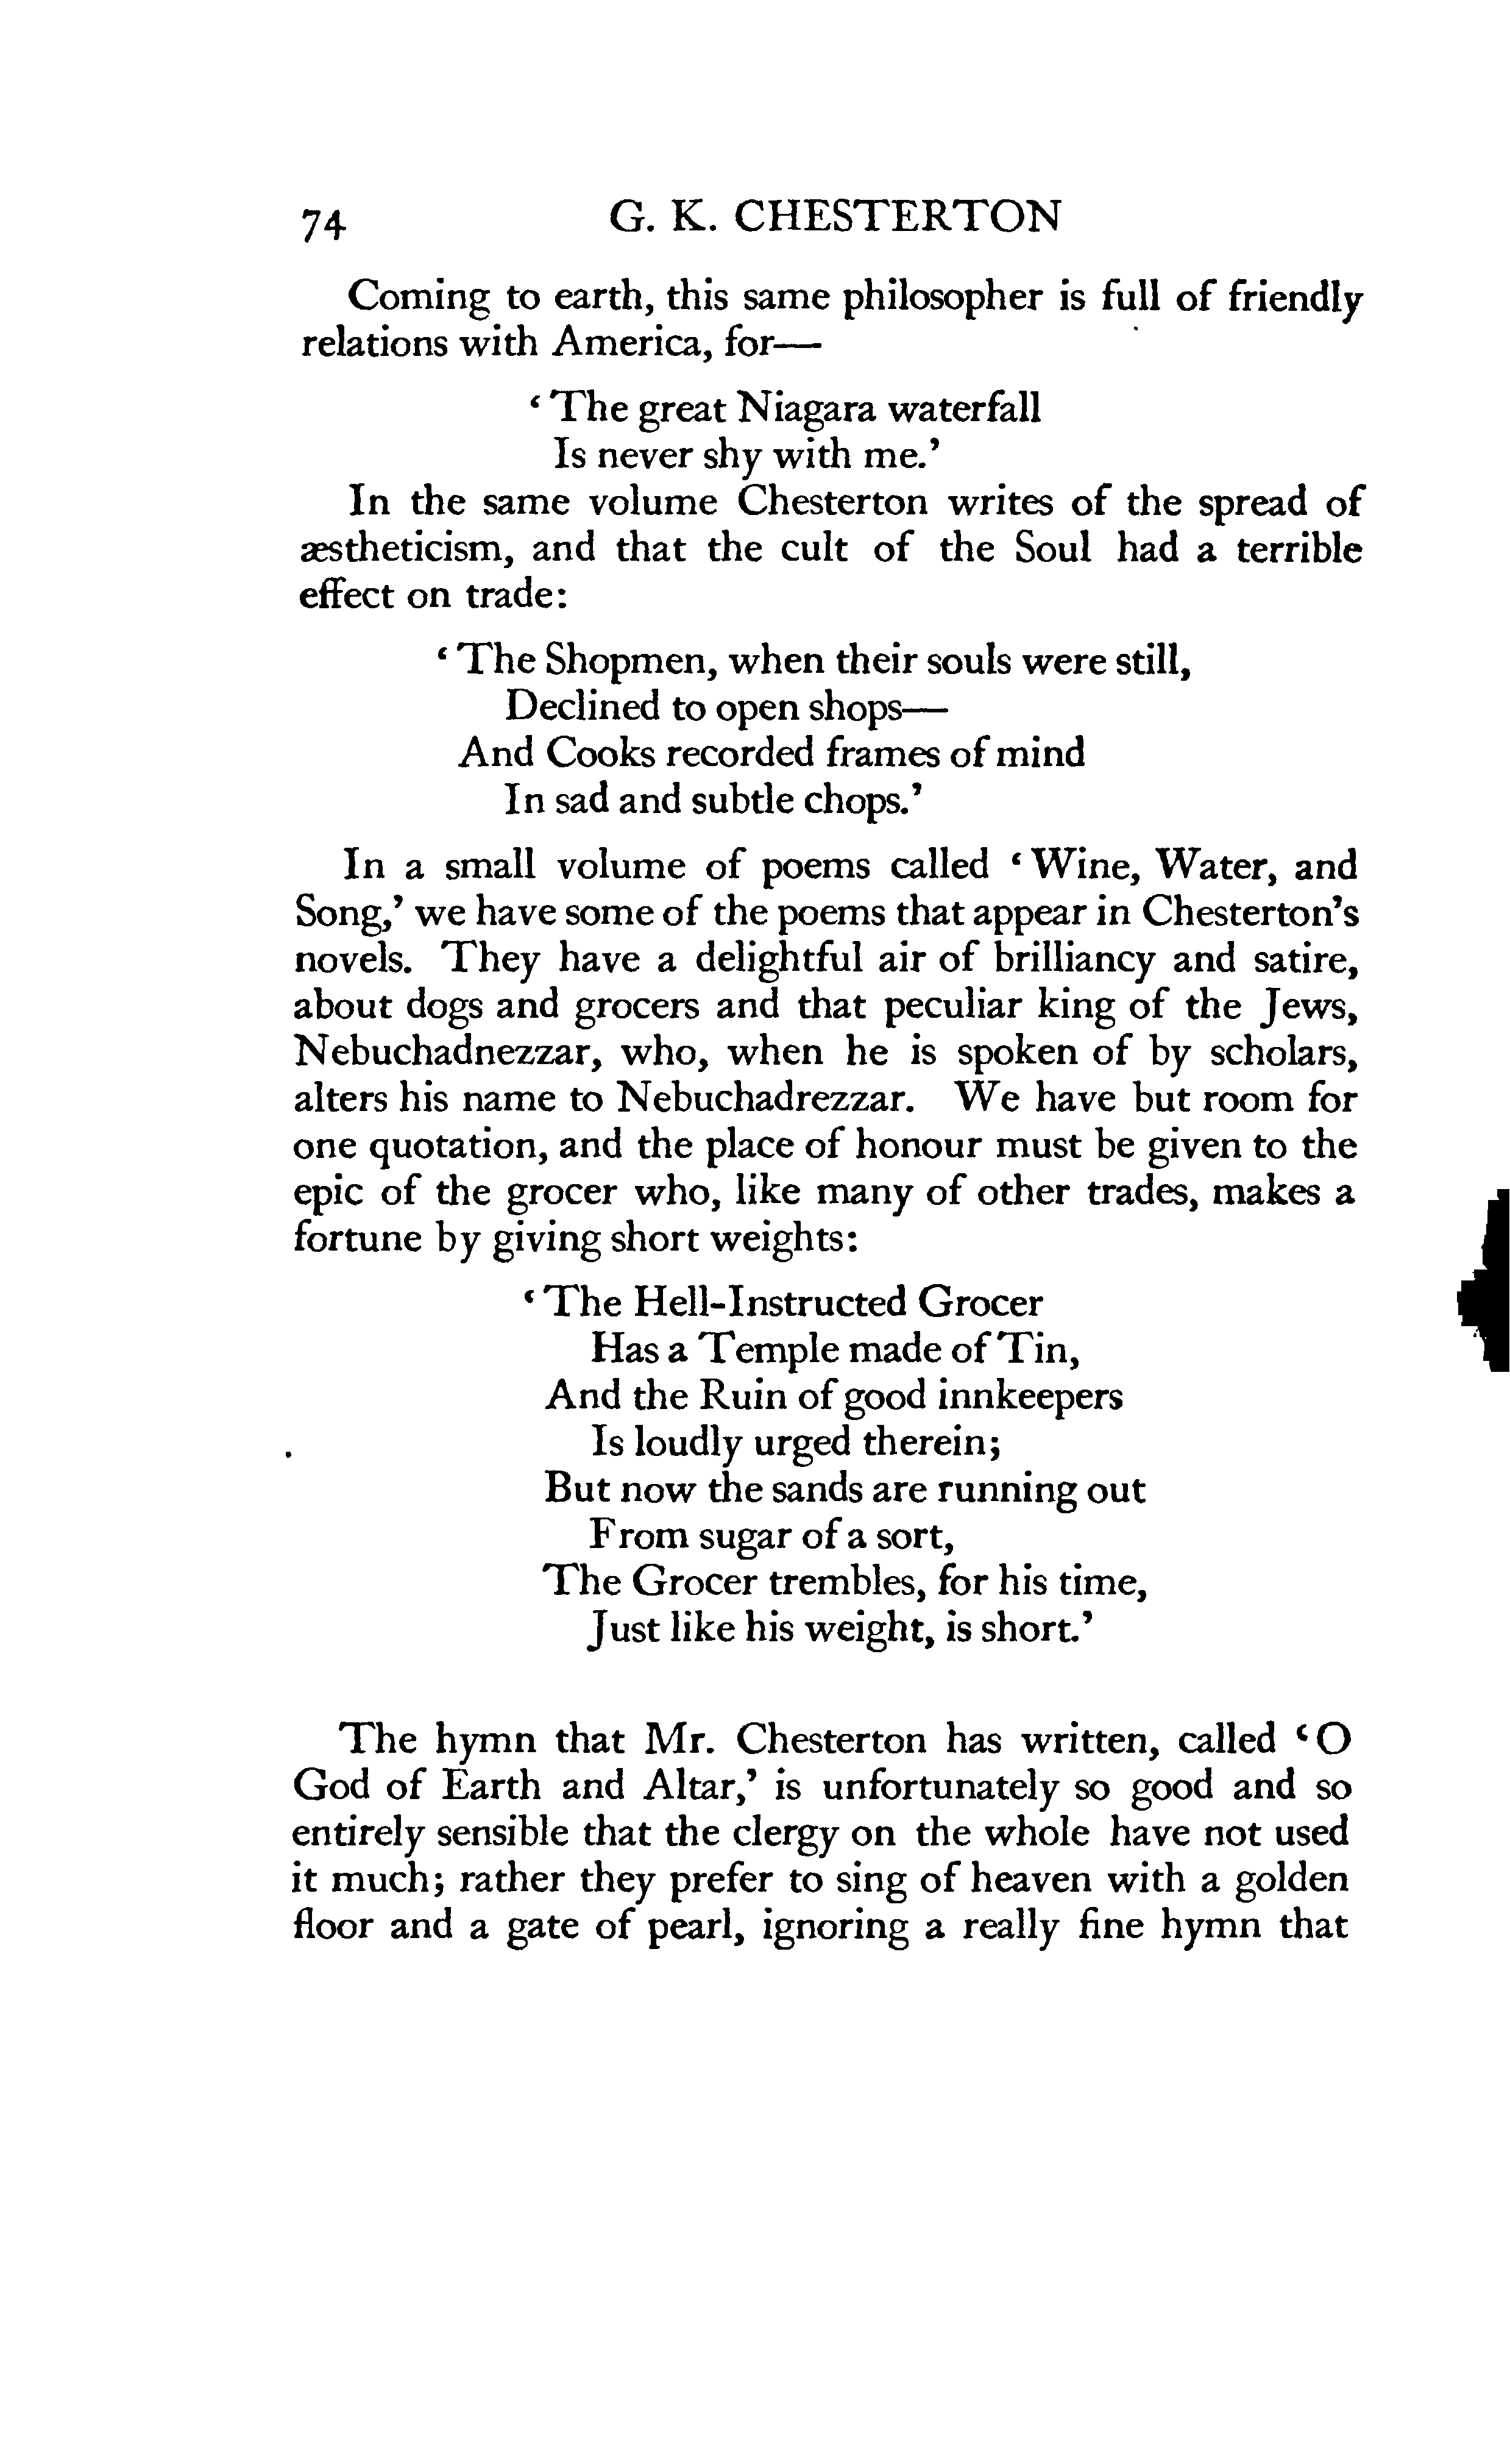 74 G. K. CHESTERTON
Coming to earth, this same philosopher is full of friendly
relations with America, for—
‘ The great Niagara waterfall
Is never shy with me.’
In the same volume Chesterton writes of the spread of
æstheticism, and that the cult of the Soul had a terrible
effect on trade:
‘ The Shopmen, when their souls were still,
Declined to open shops—
And Cooks recorded frames of mind
In sad and subtle chops.’
In a small volume of poems called ‘ Wine, Water, and
Song,’ we have some of the poems that appear in Chesterton’s
novels. They have a delightful air of brilliancy and satire,
about dogs and grocers and that peculiar king of the Jews,
Nebuchadnezzar, who, when he is spoken of by scholars,
alters his name to Nebuchadrezzar. We have but room for
one quotation, and the place of honour must be given to the
epic of the grocer who, like many of other trades, makes a
fortune by giving short weights:
‘ The Hell-Instructed Grocer
Has a Temple made of Tin,
And the Ruin of good innkeepers
Is loudly urged therein;
But now the sands are running out
From sugar of a sort,
The Grocer trembles, for his time,
Just like his weight, is short.’
The hymn that Mr. Chesterton has written, called ‘ O
God of Earth and Altar,’ is unfortunately so good and so
entirely sensible that the clergy on the whole have not used
it much; rather they prefer to sing of heaven with a golden
floor and a gate of pearl, ignoring a really fine hymn that